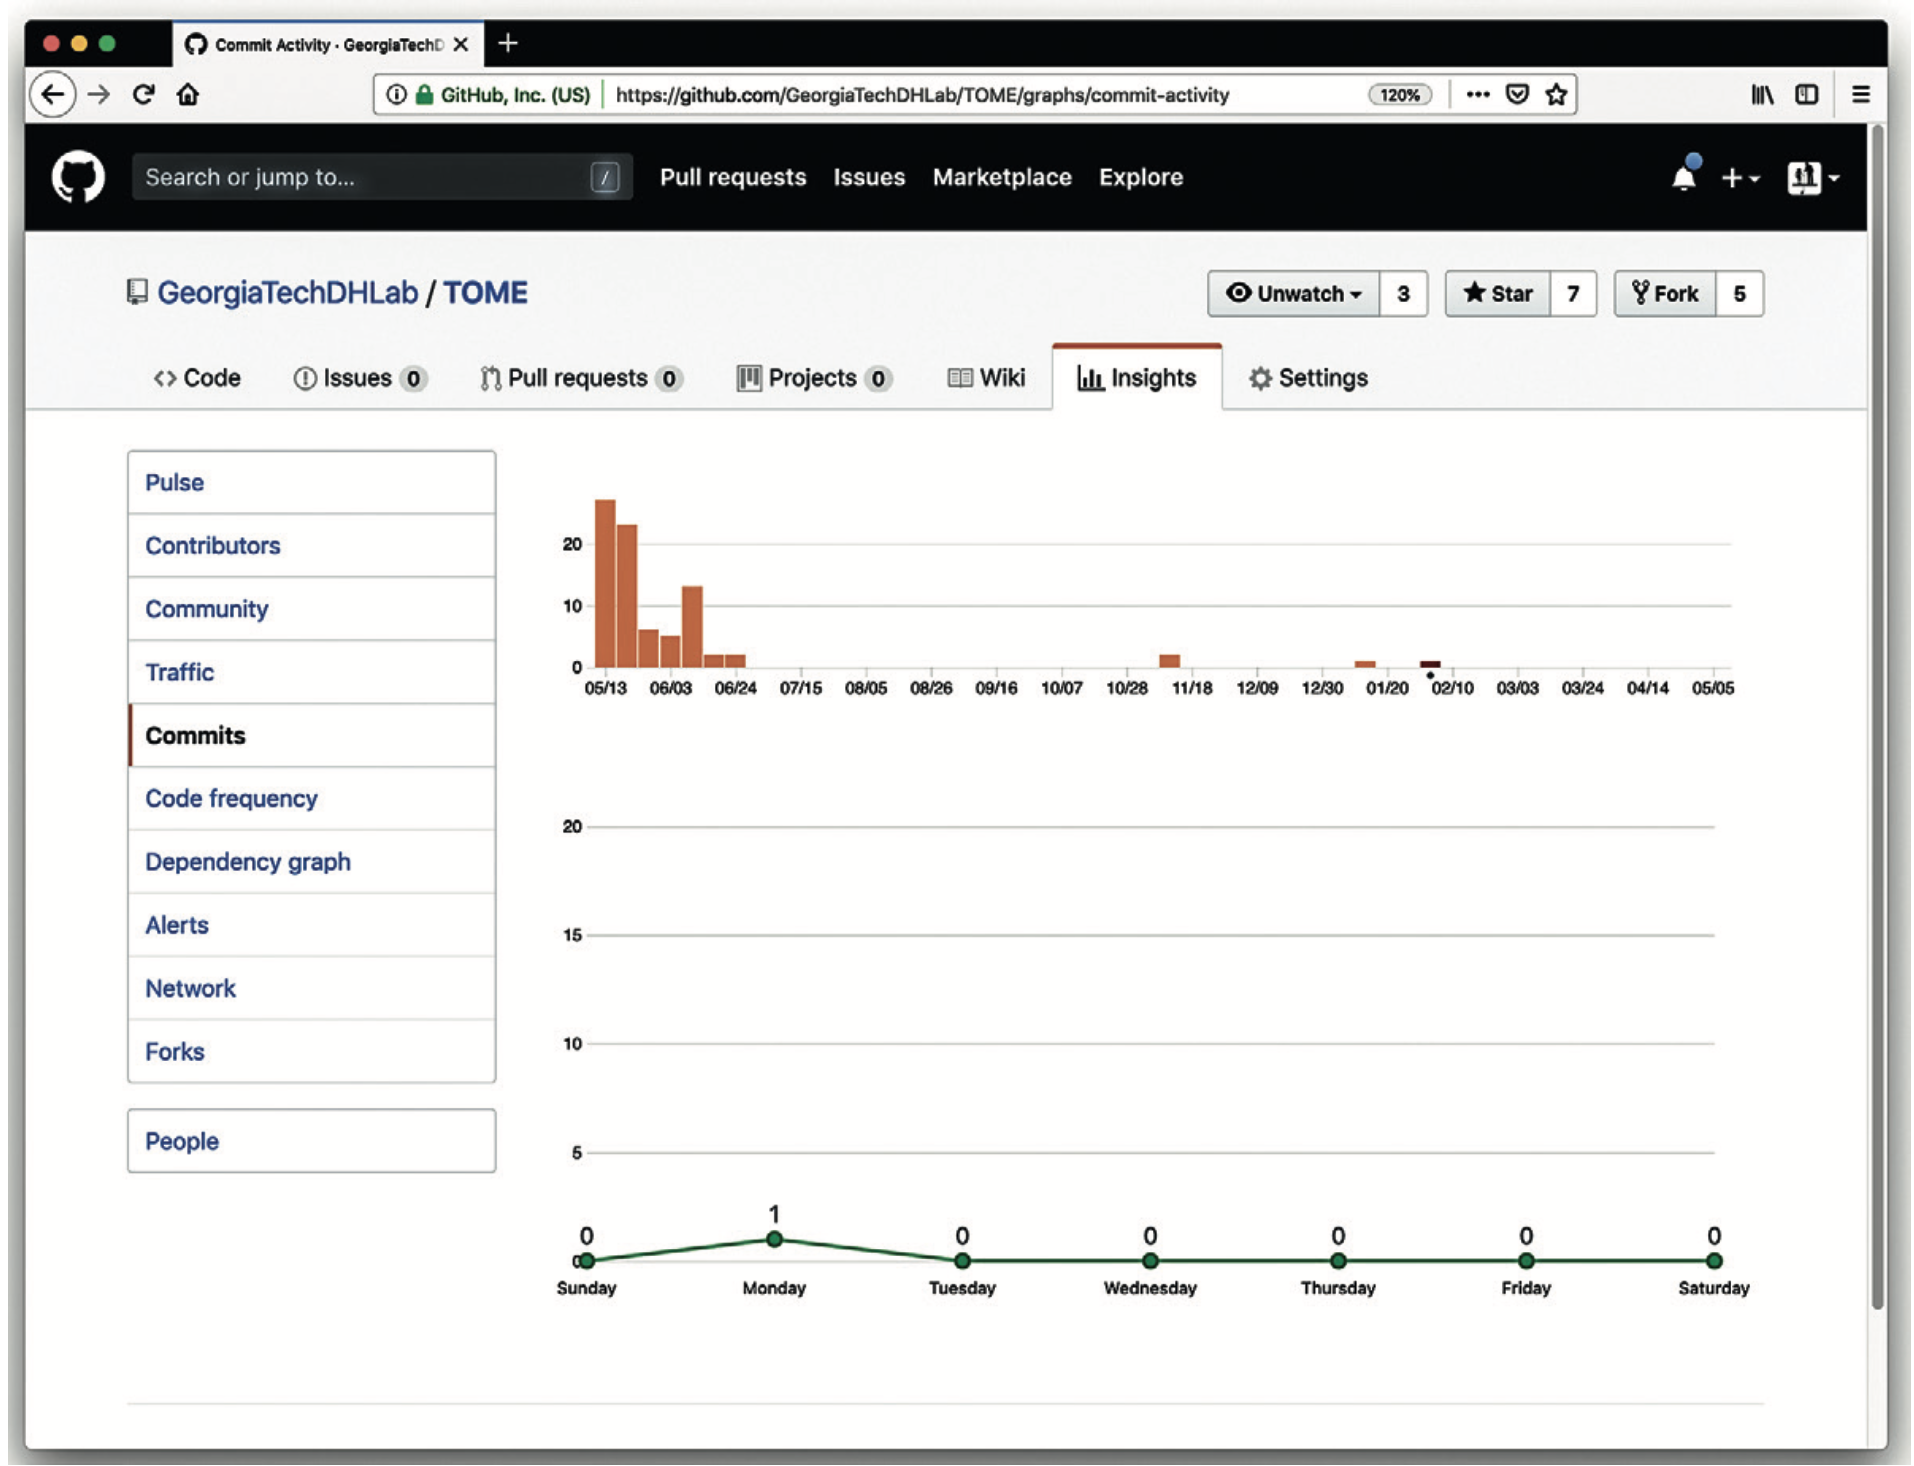 Commit Activity · GeorgiaTechD
GitHub, Inc. (US) https://github.com/GeorgiaTechDHLab/TOME/graphs/commit-activity 120%
Search or jump to... / Pull requests Issues Marketplace Explore
GeorgiaTechDHLab / TOME Unwatch 3 Star 7 Fork 5
Code Issues 0 Pull requests 0 Projects 0 Wiki Insights Settings
Pulse
Contributors
Community
Traffic
Commits
Code frequency
Dependency graph
Alerts
Network
Forks
People
20
10
0
05/13 06/03 06/24 07/15 08/05 08/26 09/16 10/07 10/28 11/18 12/09 12/30 01/20 02/10 03/03 03/24 04/14 05/05
20
15
10
5
0
0 1 0 0 0 0 0
Sunday Monday Tuesday Wednesday Thursday Friday Saturday